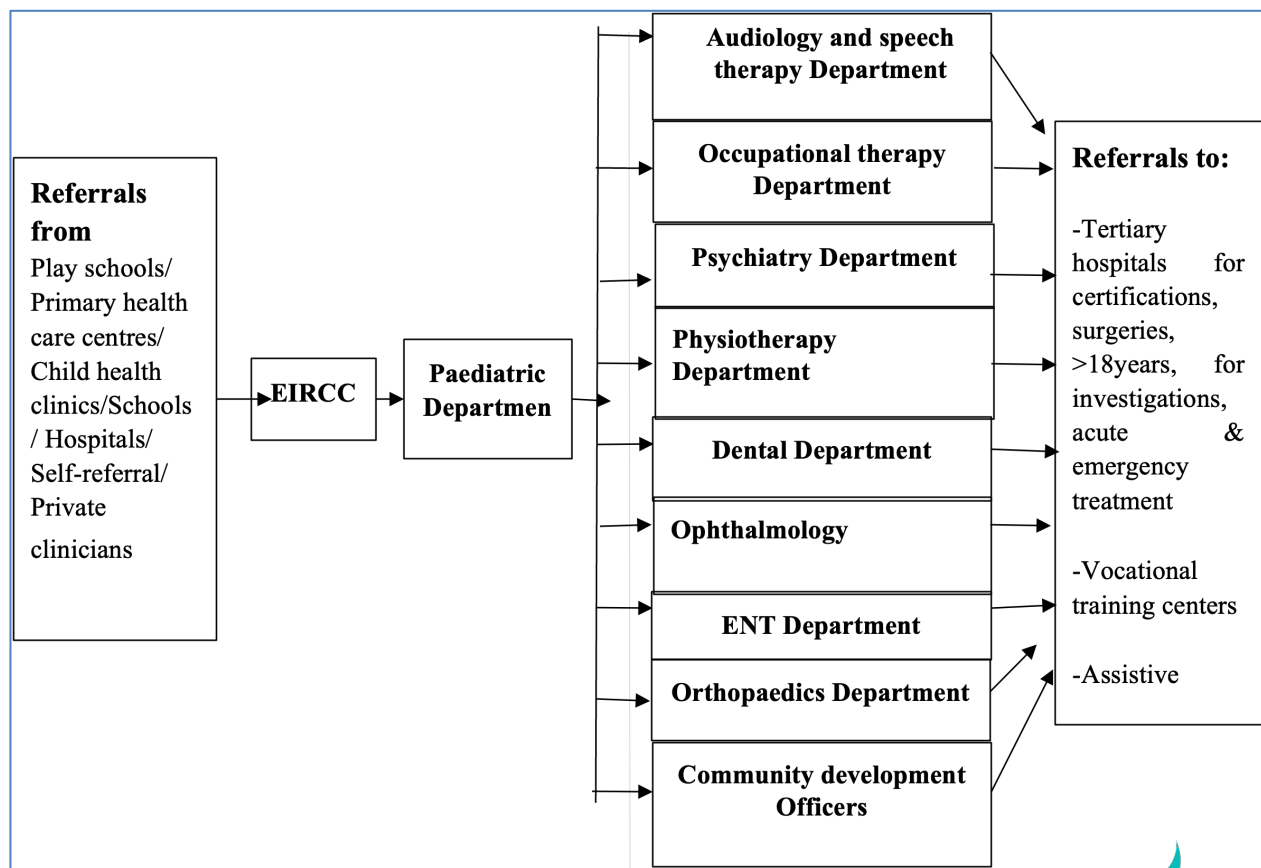 Referrals
from
Play schools/
Primary health
care centres/
Child health
clinics/Schools
/ Hospitals/
Self-referral/
Private
clinicians
EIRCC
Paediatric
Departmen
Audiology and speech
therapy Department
Occupational therapy
Department
Psychiatry Department
Physiotherapy
Department
Dental Department
Ophthalmology
ENT Department
Orthopaedics Department
Community development
Officers
Referrals to:
-Tertiary
hospitals for
certifications,
surgeries,
>18years, for
investigations,
acute &
emergency
treatment
-Vocational
training centers
-Assistive